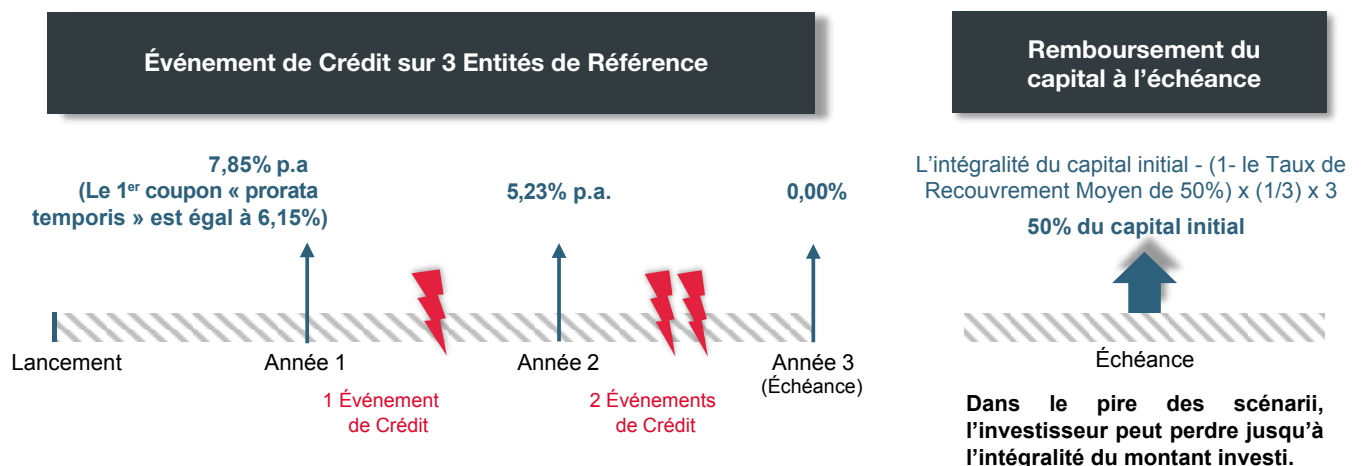 Événement de Crédit sur 3 Entités de Référence
Remboursement du
capital à l'échéance
7,85% p.a
(Le 1er coupon « prorata
temporis » est égal à 6,15%)
5,23% p.a.
0,00%
L'intégralité du capital initial - (1- le Taux de
Recouvrement Moyen de 50%) x (1/3) x 3
50% du capital initial
Lancement
Année 1
Année 2
Année 3
(Échéance)
1 Événement
de Crédit
2 Événements
de Crédit
Échéance
Dans le pire des scénarii,
l'investisseur peut perdre jusqu'à
l'intégralité du montant investi.